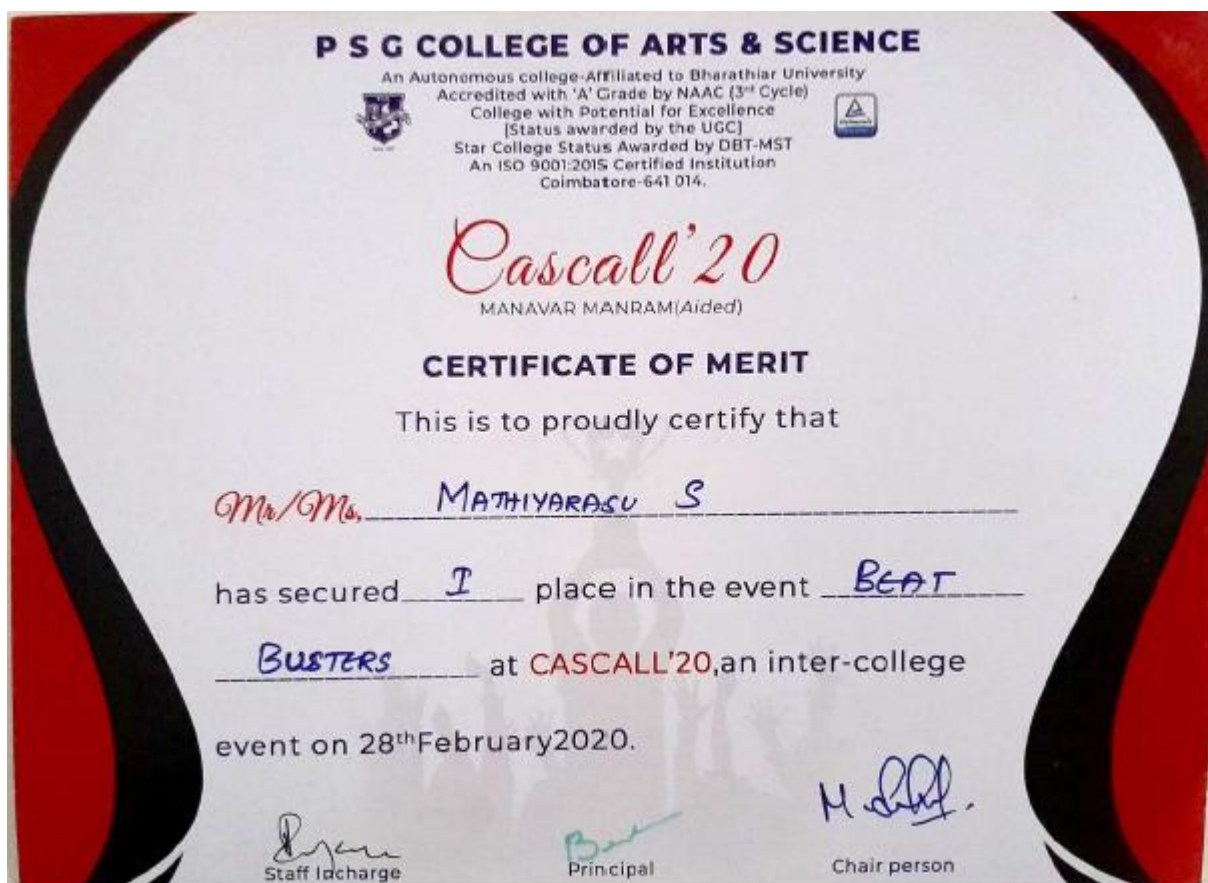 P S G COLLEGE OF ARTS & SCIENCE
An Autonomous college-Affiliated to Bharathiar University
Accredited with 'A' Grade by NAAC (3rd Cycle)
College with Potential for Excellence
[Status awarded by the UGC]
Star College Status Awarded by DBT-MST
An ISO 9001:2015 Certified Institution
Coimbatore-641 014.
Cascall'20
MANAVAR MANRAM(Aided)
CERTIFICATE OF MERIT
This is to proudly certify that
Mr/Ms, MATHIYARASU S
has secured I place in the event BEAT
BUSTERS at CASCALL'20,an inter-college
event on 28thFebruary2020.
Staff Incharge Principal Chair person